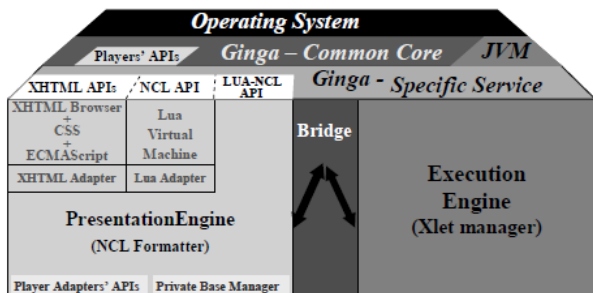 Operating System
Players' APIs Ginga – Common Core JVM
XHTML APIs NCL API LUA-NCL API Ginga - Specific Service
XHTML Browser
+
CSS
+
ECMAScript
Lua
Virtual
Machine
XHTML Adapter Lua Adapter
PresentationEngine
(NCL Formatter)
Player Adapters' APIs Private Base Manager
Bridge
Execution
Engine
(Xlet manager)